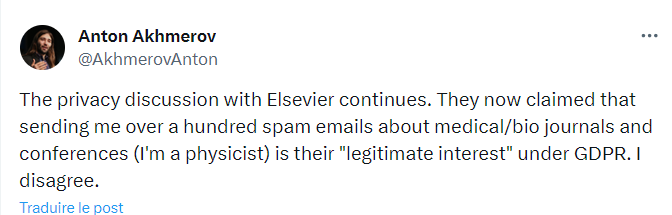 Anton Akhmerov
@AkhmerovAnton
The privacy discussion with Elsevier continues. They now claimed that
sending me over a hundred spam emails about medical/bio journals and
conferences (I'm a physicist) is their "legitimate interest" under GDPR. I
disagree.
Traduire le post